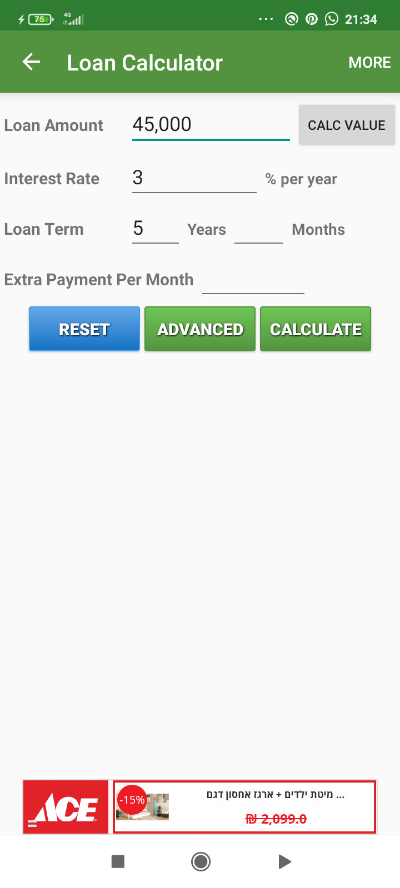 75 4G 21:34
Loan Calculator MORE
Loan Amount 45,000 CALC VALUE
Interest Rate 3 % per year
Loan Term 5 Years Months
Extra Payment Per Month
RESET ADVANCED CALCULATE
ACE
-15%
מיטת ילדים + ארגז אחסון דגם ...
₪ 2,099.0